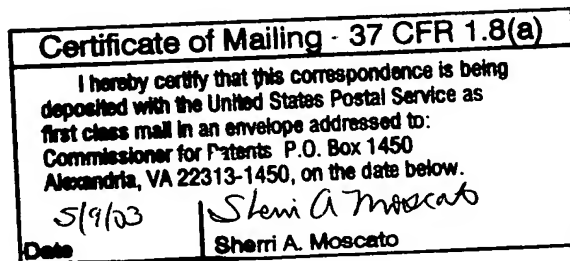 Certificate of Mailing - 37 CFR 1.8(a)
I hereby certify that this correspondence is being
deposited with the United States Postal Service as
first class mail in an envelope addressed to:
Commissioner for Patents P.O. Box 1450
Alexandria, VA 22313-1450, on the date below.
5/9/03 Sherri A Moscato
Date Sherri A. Moscato